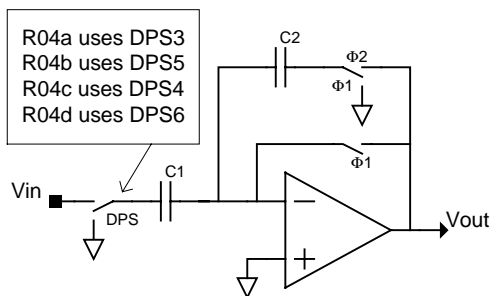 R04a uses DPS3
R04b uses DPS5
R04c uses DPS4
R04d uses DPS6
C2
Φ2
Φ1
Φ1
C1
Vin
DPS
Vout